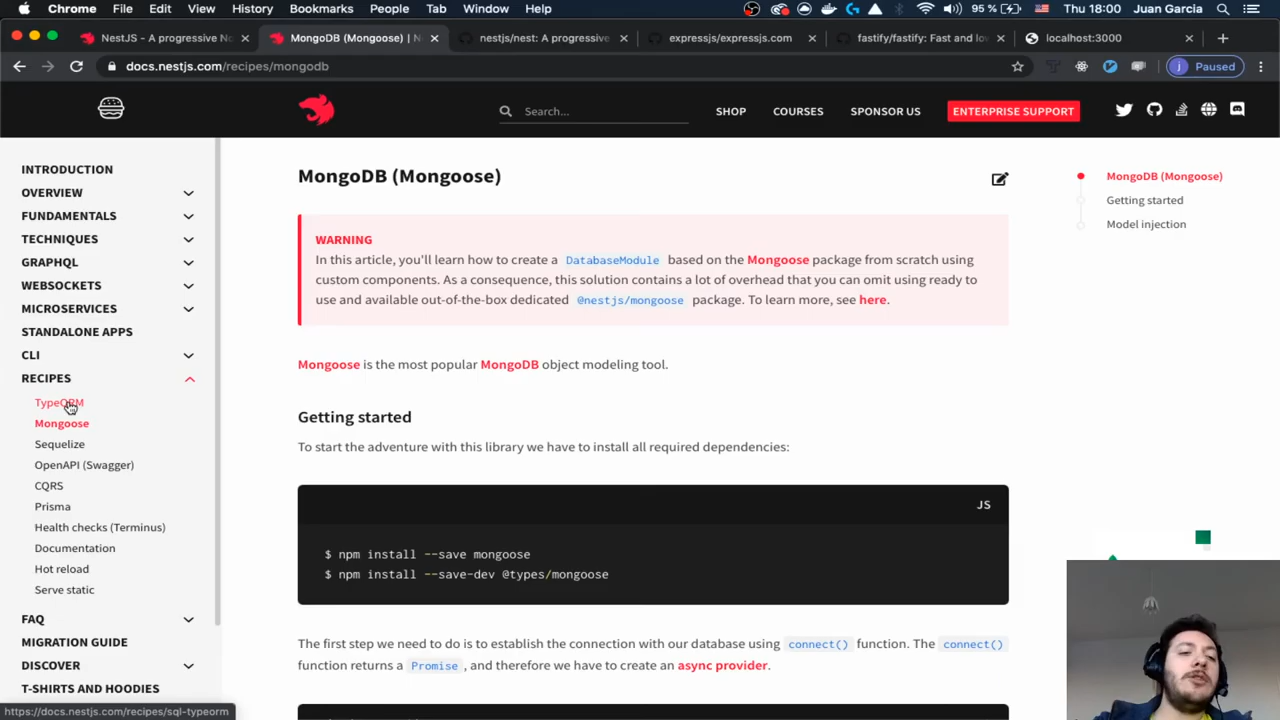 Chrome File Edit View History Bookmarks People Tab Window Help 95 % Thu 18:00 Juan Garcia
NestJS - A progressive No
MongoDB (Mongoose) | N
nestjs/nest: A progressive
expressjs/expressjs.com
fastify/fastify: Fast and lo
localhost:3000
docs.nestjs.com/recipes/mongodb
j Paused
Search...
SHOP
COURSES
SPONSOR US
ENTERPRISE SUPPORT
INTRODUCTION
OVERVIEW
FUNDAMENTALS
TECHNIQUES
GRAPHQL
WEBSOCKETS
MICROSERVICES
STANDALONE APPS
CLI
RECIPES
TypeORM
Mongoose
Sequelize
OpenAPI (Swagger)
CQRS
Prisma
Health checks (Terminus)
Documentation
Hot reload
Serve static
FAQ
MIGRATION GUIDE
DISCOVER
T-SHIRTS AND HOODIES
https://docs.nestjs.com/recipes/sql-typeorm
MongoDB (Mongoose)
WARNING
In this article, you'll learn how to create a DatabaseModule based on the Mongoose package from scratch using
custom components. As a consequence, this solution contains a lot of overhead that you can omit using ready to
use and available out-of-the-box dedicated @nestjs/mongoose package. To learn more, see here.
Mongoose is the most popular MongoDB object modeling tool.
Getting started
To start the adventure with this library we have to install all required dependencies:
JS
$ npm install --save mongoose
$ npm install --save-dev @types/mongoose
The first step we need to do is to establish the connection with our database using connect() function. The connect()
function returns a Promise , and therefore we have to create an async provider.
MongoDB (Mongoose)
Getting started
Model injection